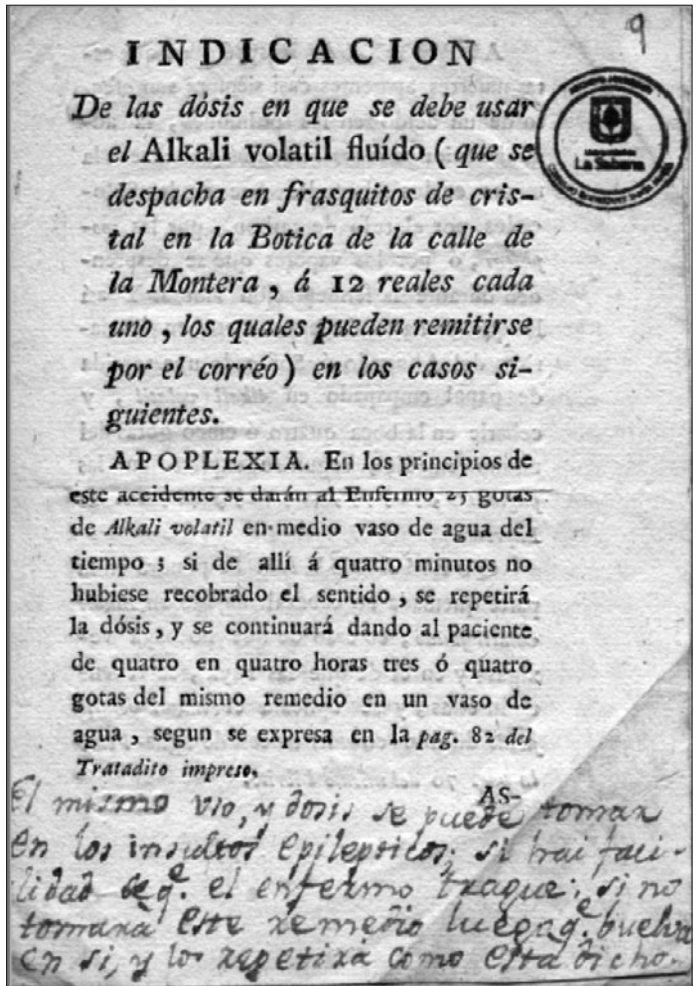 9
INDICACION
De las dósis en que se debe usar
el Alkali volatil fluído ( que se
despacha en frasquitos de cris-
tal en la Botica de la calle de
la Montera , á 12 reales cada
uno , los quales pueden remitirse
por el corréo ) en los casos si-
guientes.
APOPLEXIA. En los principios de
este accidente se darán al Enfermo 25 gotas
de Alkali volatil en medio vaso de agua del
tiempo ; si de allí á quatro minutos no
hubiese recobrado el sentido , se repetirá
la dósis , y se continuará dando al paciente
de quatro en quatro horas tres ó quatro
gotas del mismo remedio en un vaso de
agua , segun se expresa en la pag. 82 del
Tratadito impreso.
AS-
El mismo vso, y dosis se puede tomar
en los insultos Epilepticos; si hai faci-
lidad de qe. el enfermo trague; si no
tomará este remedio luego qe. buelva
en si, y los repetirá como esta dicho.
La Sabana